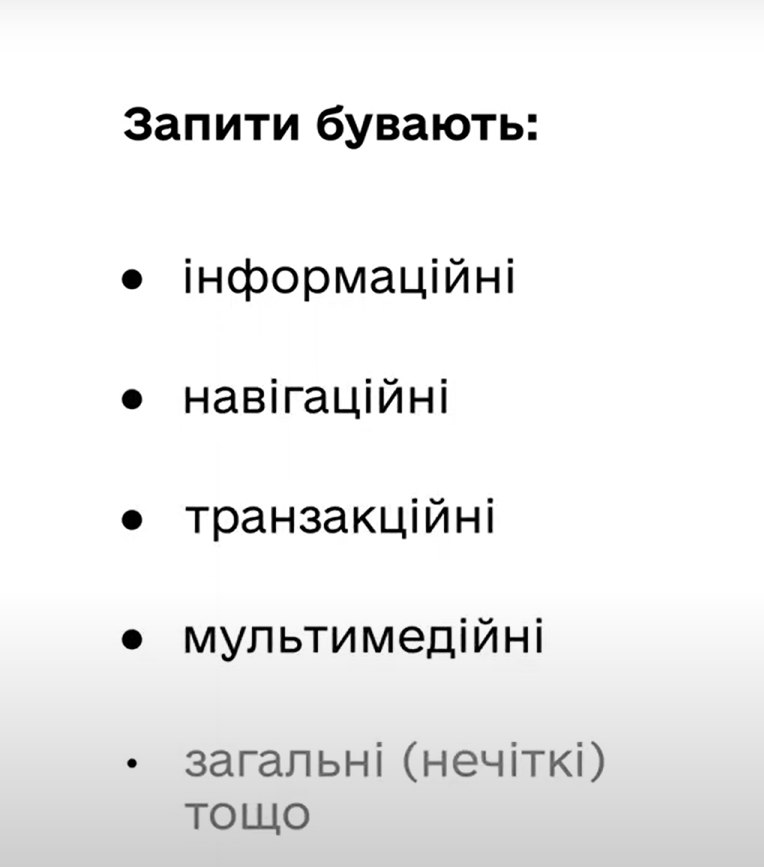 Запити бувають:
інформаційні
навігаційні
транзакційні
мультимедійні
загальні (нечіткі)
тощо